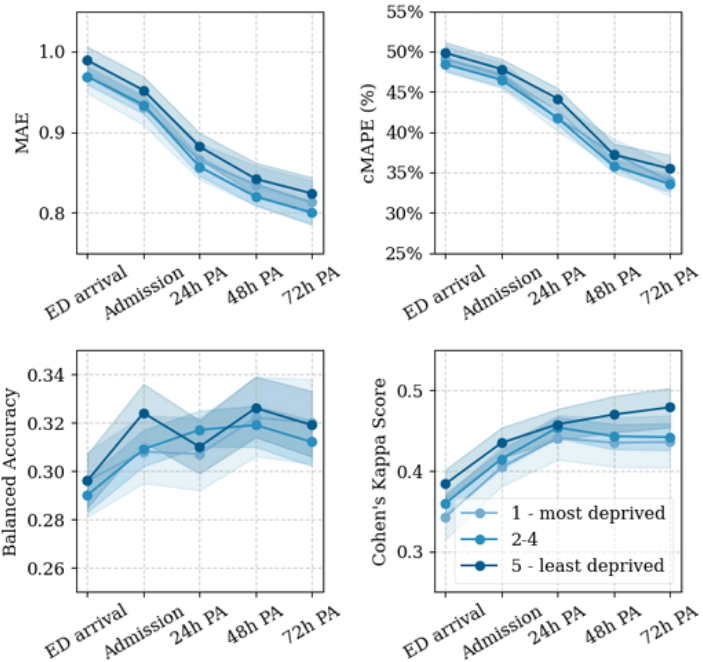 MAE
1.0
0.9
0.8
ED arrival
Admission
24h PA
48h PA
72h PA
cMAPE (%)
55%
50%
45%
40%
35%
30%
25%
ED arrival
Admission
24h PA
48h PA
72h PA
Balanced Accuracy
0.34
0.32
0.30
0.28
0.26
ED arrival
Admission
24h PA
48h PA
72h PA
Cohen's Kappa Score
0.5
0.4
0.3
1 - most deprived
2-4
5 - least deprived
ED arrival
Admission
24h PA
48h PA
72h PA